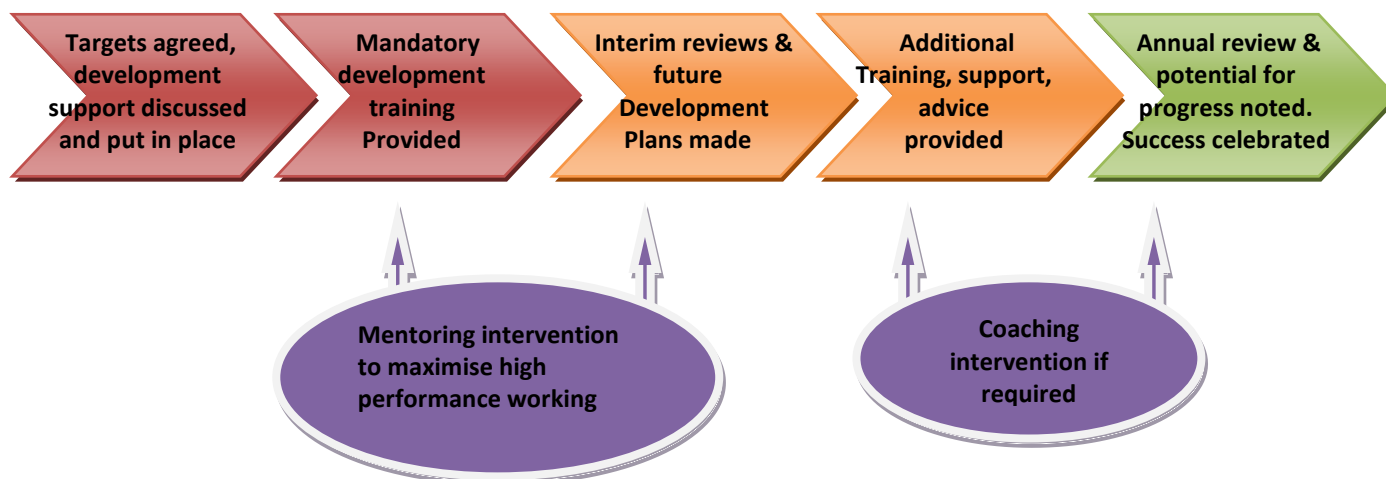 Targets agreed,
development
support discussed
and put in place
Mandatory
development
training
Provided
Interim reviews &
future
Development
Plans made
Additional
Training, support,
advice
provided
Annual review &
potential for
progress noted.
Success celebrated
Mentoring intervention
to maximise high
performance working
Coaching
intervention if
required